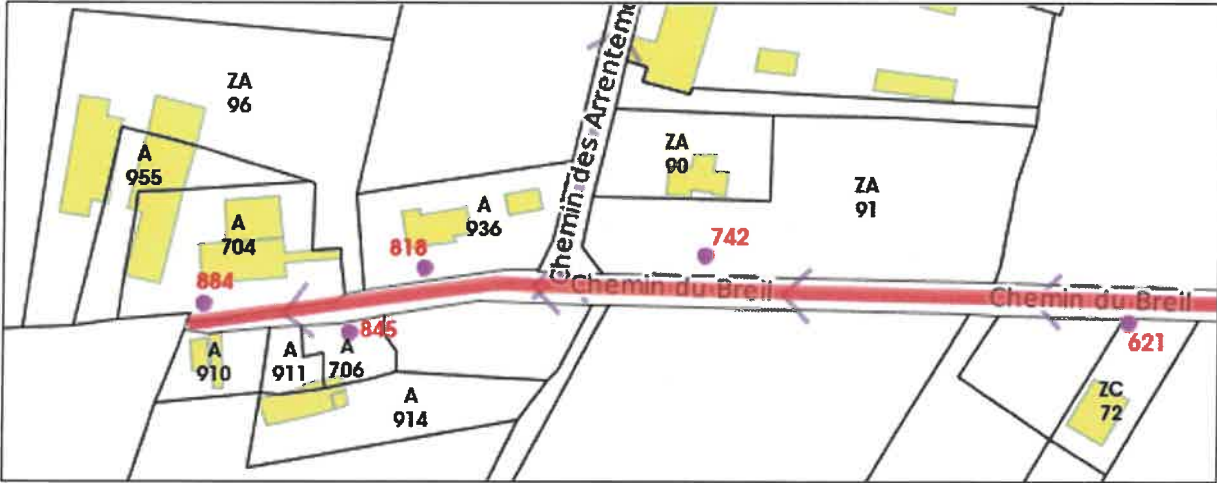 ZA
96
Chemin des Arrenteme
A
955
ZA
90
ZA
91
A
704
A
936
818
742
884
Chemin du Breil
Chemin du Breil
845
621
A
910
A
911
A
706
A
914
ZC
72